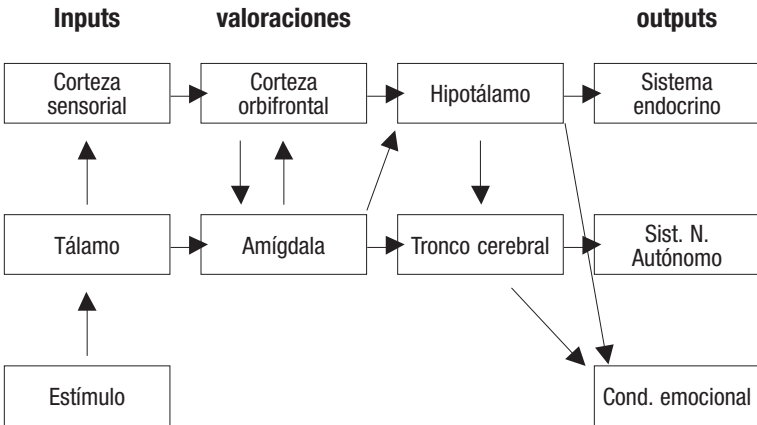 Inputs valoraciones outputs
Corteza
sensorial
Corteza
orbifrontal
Hipotálamo
Sistema
endocrino
Tálamo
Amígdala
Tronco cerebral
Sist. N.
Autónomo
Estímulo
Cond. emocional